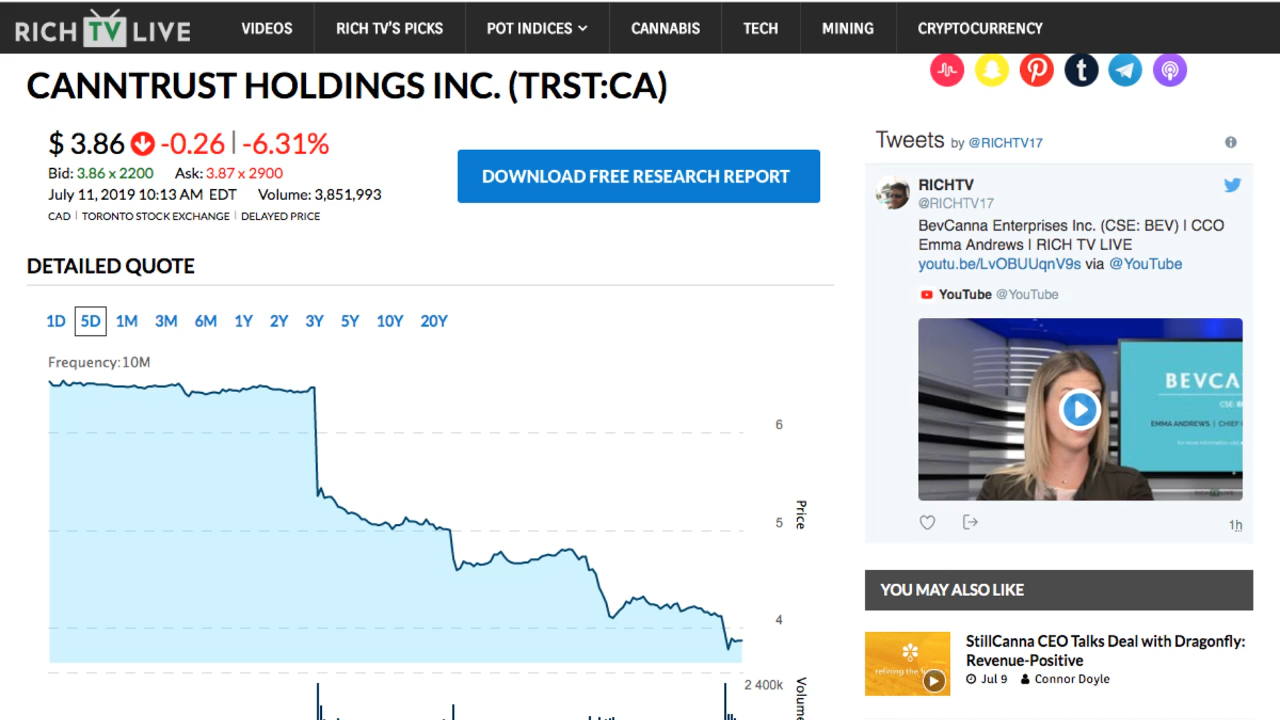 RICH TV LIVE
VIDEOS
RICH TV'S PICKS
POT INDICES
CANNABIS
TECH
MINING
CRYPTOCURRENCY
CANNTRUST HOLDINGS INC. (TRST:CA)
$ 3.86 -0.26 | -6.31%
Bid: 3.86 x 2200 Ask: 3.87 x 2900
July 11, 2019 10:13 AM EDT Volume: 3,851,993
CAD | TORONTO STOCK EXCHANGE | DELAYED PRICE
DOWNLOAD FREE RESEARCH REPORT
DETAILED QUOTE
1D 5D 1M 3M 6M 1Y 2Y 3Y 5Y 10Y 20Y
Frequency:10M
6
5
4
Price
2 400k
t
Tweets by @RICHTV17
RICHTV
@RICHTV17
BevCanna Enterprises Inc. (CSE: BEV) | CCO
Emma Andrews | RICH TV LIVE
youtu.be/LvOBUUqnV9s via @YouTube
YouTube @YouTube
BEVCA
CSE: B
EMMA ANDREWS | CHIEF
1h
YOU MAY ALSO LIKE
refining the fu
StillCanna CEO Talks Deal with Dragonfly:
Revenue-Positive
Jul 9 Connor Doyle